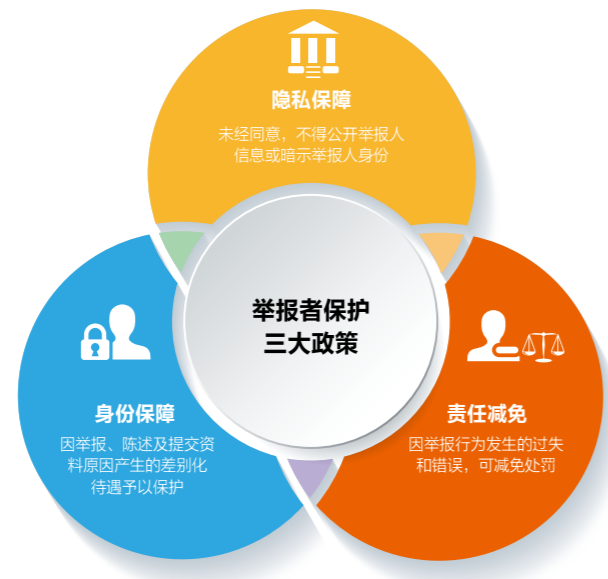 隐私保障
未经同意，不得公开举报人
信息或暗示举报人身份
举报者保护
三大政策
身份保障
因举报、陈述及提交资
料原因产生的差别化
待遇予以保护
责任减免
因举报行为发生的过失
和错误，可减免处罚